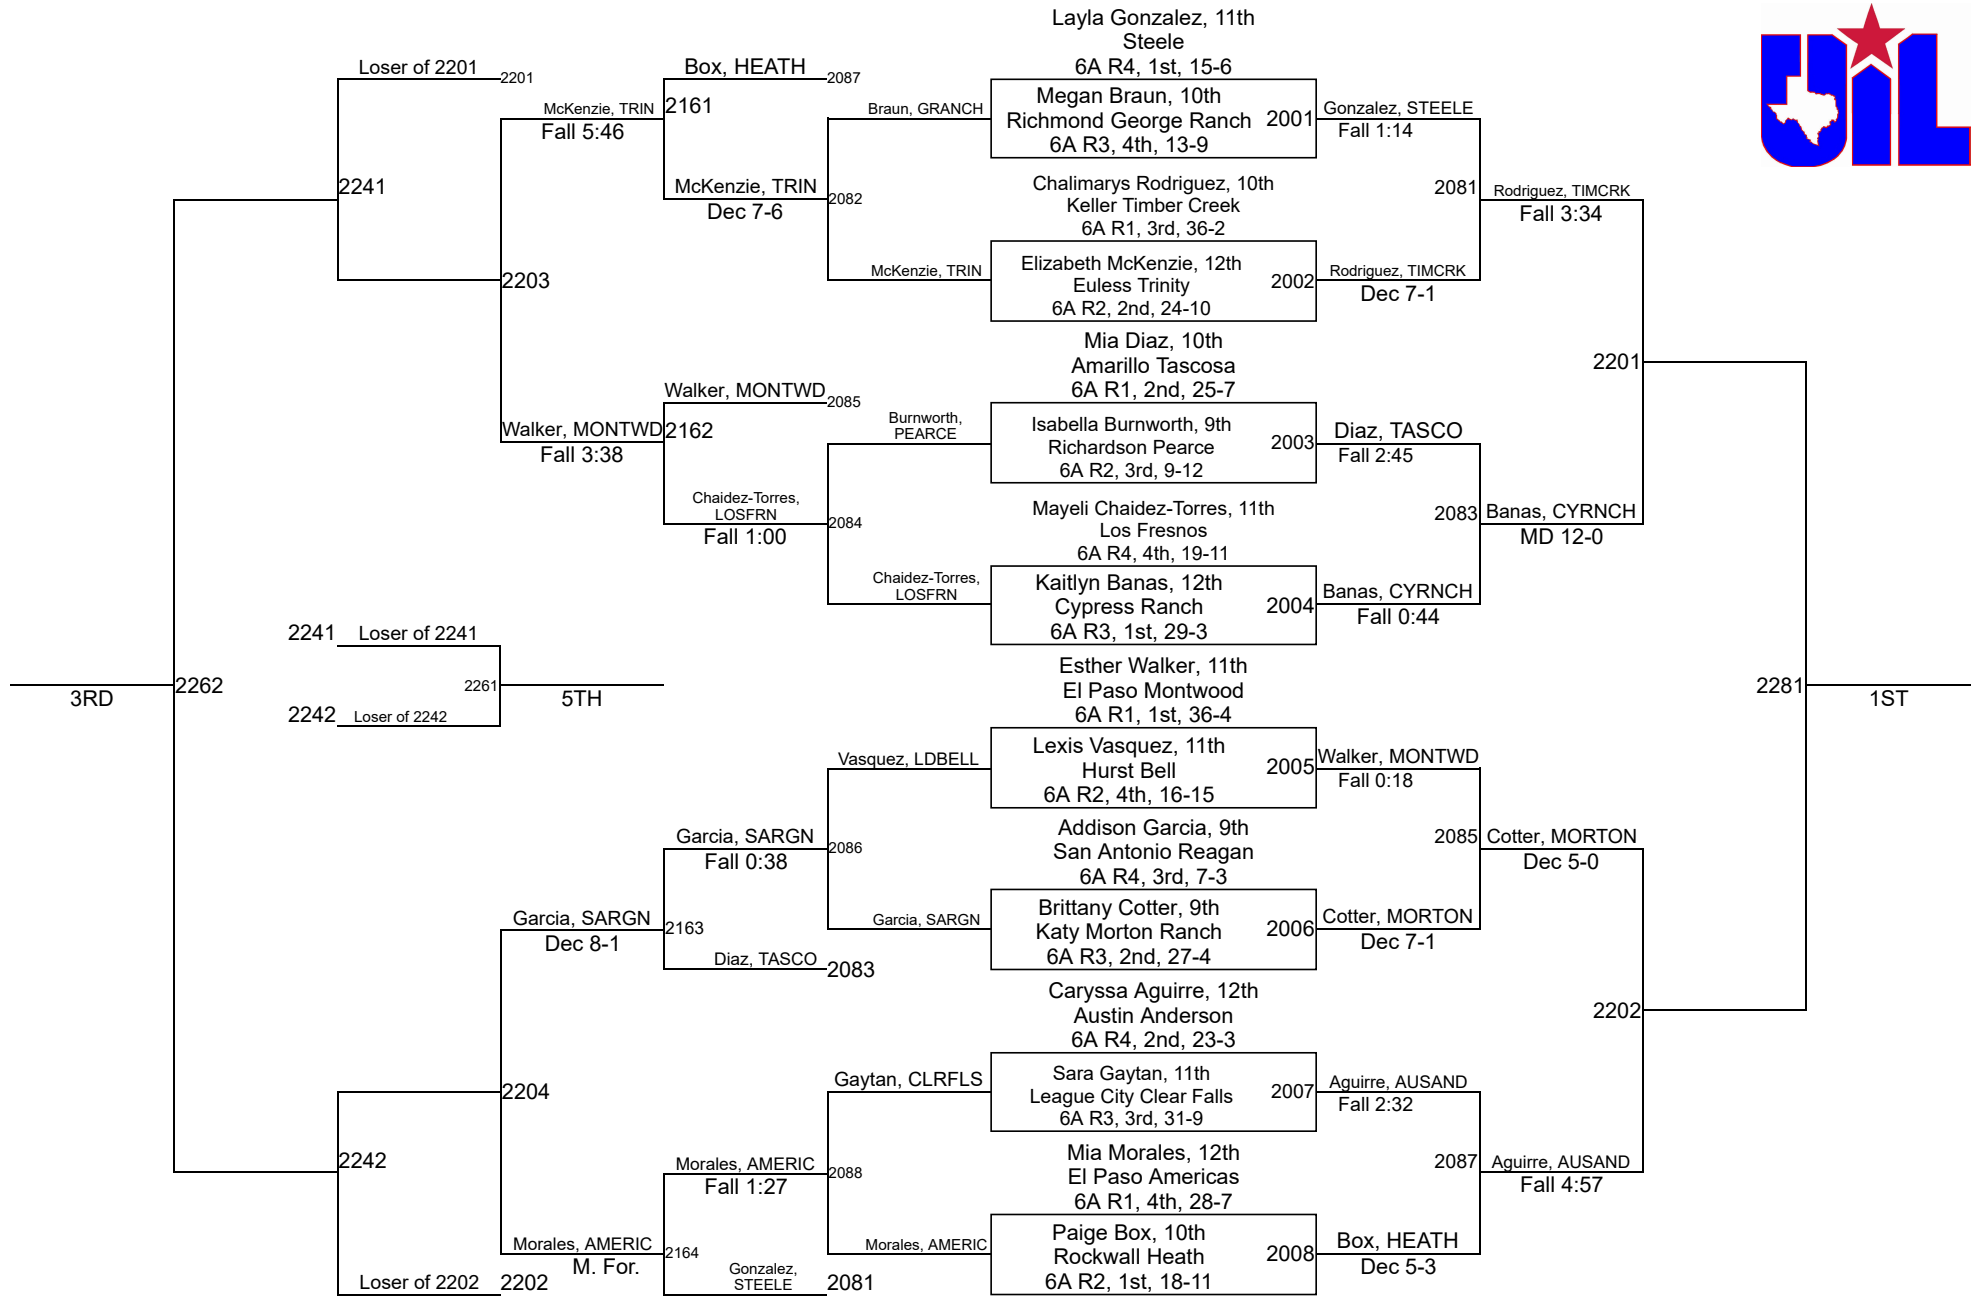 Layla Gonzalez, 11th
Steele
6A R4, 1st, 15-6
Megan Braun, 10th
Richmond George Ranch
6A R3, 4th, 13-9
2001
Chalimarys Rodriguez, 10th
Keller Timber Creek
6A R1, 3rd, 36-2
Elizabeth McKenzie, 12th
Euless Trinity
6A R2, 2nd, 24-10
2002
Mia Diaz, 10th
Amarillo Tascosa
6A R1, 2nd, 25-7
Isabella Burnworth, 9th
Richardson Pearce
6A R2, 3rd, 9-12
2003
Mayeli Chaidez-Torres, 11th
Los Fresnos
6A R4, 4th, 19-11
Kaitlyn Banas, 12th
Cypress Ranch
6A R3, 1st, 29-3
2004
Esther Walker, 11th
El Paso Montwood
6A R1, 1st, 36-4
Lexis Vasquez, 11th
Hurst Bell
6A R2, 4th, 16-15
2005
Addison Garcia, 9th
San Antonio Reagan
6A R4, 3rd, 7-3
Brittany Cotter, 9th
Katy Morton Ranch
6A R3, 2nd, 27-4
2006
Caryssa Aguirre, 12th
Austin Anderson
6A R4, 2nd, 23-3
Sara Gaytan, 11th
League City Clear Falls
6A R3, 3rd, 31-9
2007
Mia Morales, 12th
El Paso Americas
6A R1, 4th, 28-7
Paige Box, 10th
Rockwall Heath
6A R2, 1st, 18-11
2008
Gonzalez, STEELE
Fall 1:14
2081
Rodriguez, TIMCRK
Dec 7-1
Diaz, TASCO
Fall 2:45
2083
Banas, CYRNCH
Fall 0:44
Walker, MONTWD
Fall 0:18
2085
Cotter, MORTON
Dec 7-1
Aguirre, AUSAND
Fall 2:32
2087
Box, HEATH
Dec 5-3
Rodriguez, TIMCRK
Fall 3:34
2201
Banas, CYRNCH
MD 12-0
Cotter, MORTON
Dec 5-0
2202
Aguirre, AUSAND
Fall 4:57
2281
1ST
UIL
Braun, GRANCH
2082
McKenzie, TRIN
Burnworth,
PEARCE
2084
Chaidez-Torres,
LOSFRN
Vasquez, LDBELL
2086
Garcia, SARGN
Gaytan, CLRFLS
2088
Morales, AMERIC
Box, HEATH
2087
2161
McKenzie, TRIN
Dec 7-6
Walker, MONTWD
2085
2162
Chaidez-Torres,
LOSFRN
Fall 1:00
Garcia, SARGN
Fall 0:38
2163
Diaz, TASCO
2083
Morales, AMERIC
Fall 1:27
2164
Gonzalez,
STEELE
2081
McKenzie, TRIN
Fall 5:46
2203
Walker, MONTWD
Fall 3:38
Garcia, SARGN
Dec 8-1
2204
Morales, AMERIC
M. For.
Loser of 2201
2201
2241
2242
Loser of 2202
2202
2241
Loser of 2241
2261
5TH
2242
Loser of 2242
2262
3RD